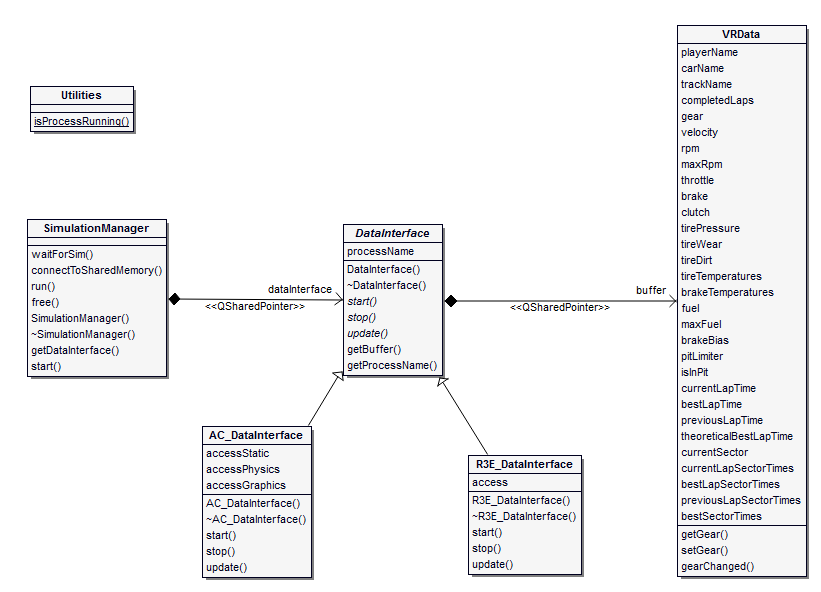 Utilities
isProcessRunning()
SimulationManager
waitForSim()
connectToSharedMemory()
run()
free()
SimulationManager()
~SimulationManager()
getDataInterface()
start()
dataInterface
<<QSharedPointer>>
DataInterface
processName
DataInterface()
~DataInterface()
start()
stop()
update()
getBuffer()
getProcessName()
buffer
<<QSharedPointer>>
VRData
playerName
carName
trackName
completedLaps
gear
velocity
rpm
maxRpm
throttle
brake
clutch
tirePressure
tireWear
tireDirt
tireTemperatures
brakeTemperatures
fuel
maxFuel
brakeBias
pitLimiter
isInPit
currentLapTime
bestLapTime
previousLapTime
theoreticalBestLapTime
currentSector
currentLapSectorTimes
bestLapSectorTimes
previousLapSectorTimes
bestSectorTimes
getGear()
setGear()
gearChanged()
AC_DataInterface
accessStatic
accessPhysics
accessGraphics
AC_DataInterface()
~AC_DataInterface()
start()
stop()
update()
R3E_DataInterface
access
R3E_DataInterface()
~R3E_DataInterface()
start()
stop()
update()